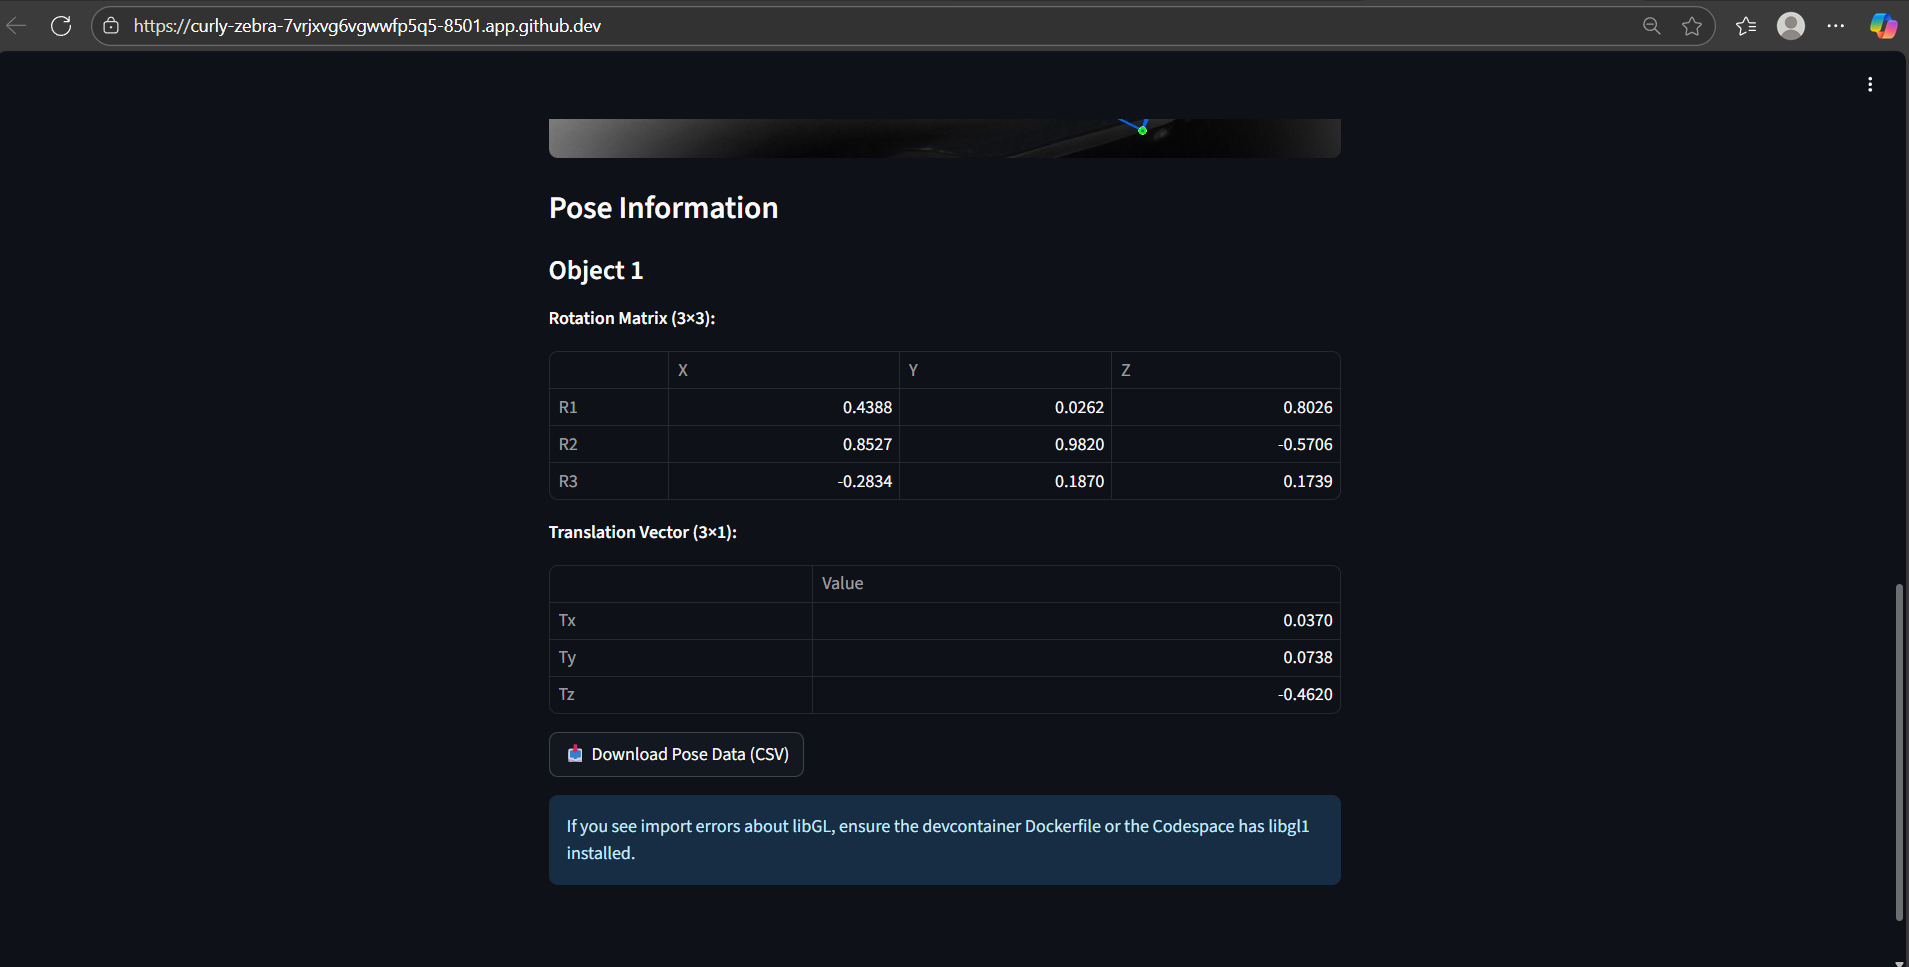 https://curly-zebra-7vrjxvg6vgwwfp5q5-8501.app.github.dev
Pose Information
Object 1
Rotation Matrix (3×3):
X Y Z
R1 0.4388 0.0262 0.8026
R2 0.8527 0.9820 -0.5706
R3 -0.2834 0.1870 0.1739
Translation Vector (3×1):
Value
Tx 0.0370
Ty 0.0738
Tz -0.4620
Download Pose Data (CSV)
If you see import errors about libGL, ensure the devcontainer Dockerfile or the Codespace has libgl1
installed.